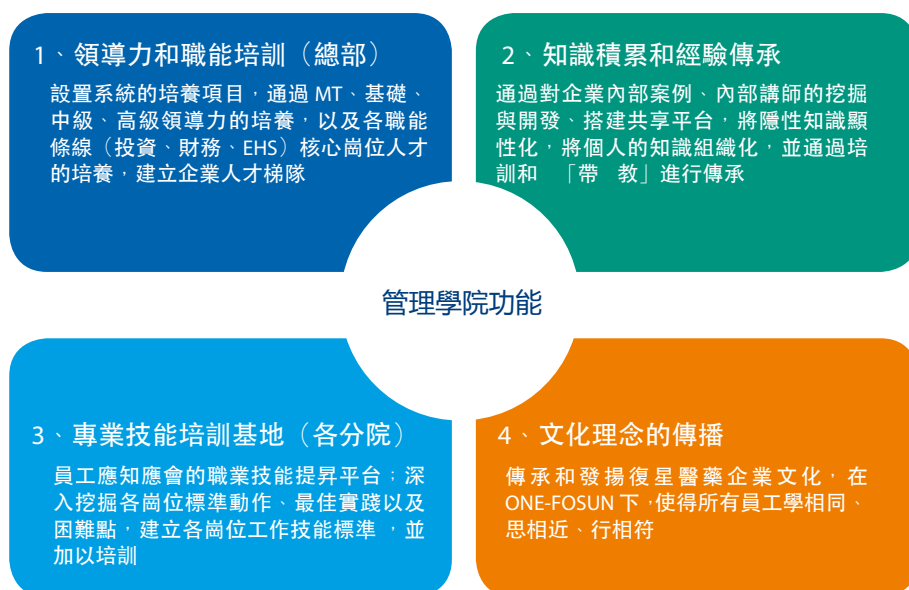 1、領導力和職能培訓（總部）
設置系統的培養項目，通過 MT、基礎、
中級、高級領導力的培養，以及各職能
條線（投資、財務、EHS）核心崗位人才
的培養，建立企業人才梯隊
2、知識積累和經驗傳承
通過對企業內部案例、內部講師的挖掘
與開發、搭建共享平台，將隱性知識顯
性化，將個人的知識組織化，並通過培
訓和 「帶 教」進行傳承
管理學院功能
3、專業技能培訓基地（各分院）
員工應知應會的職業技能提昇平台；深
入挖掘各崗位標準動作、最佳實踐以及
困難點，建立各崗位工作技能標準 ，並
加以培訓
4、文化理念的傳播
傳承和發揚復星醫藥企業文化，在
ONE-FOSUN 下，使得所有員工學相同、
思相近、行相符